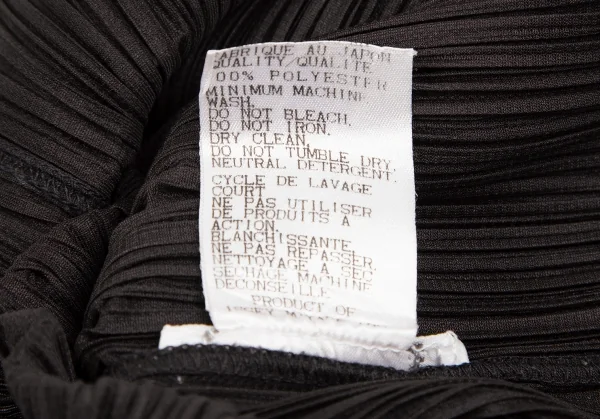 FABRIQUE AU JAPON
QUALITY/QUALITE
00% POLYESTER
MINIMUM MACHINE
WASH.
DO NOT BLEACH.
DO NOT IRON.
DRY CLEAN.
DO NOT TUMBLE DRY.
NEUTRAL DETERGENT.
CYCLE DE LAVAGE
COURT
NE PAS UTILISER
DE PRODUITS A
ACTION.
BLANCHISSANTE
NE PAS REPASSER
NETTOYAGE A SEC
SECHAGE MACHINE
DECONSEILLE
PRODUCT OF